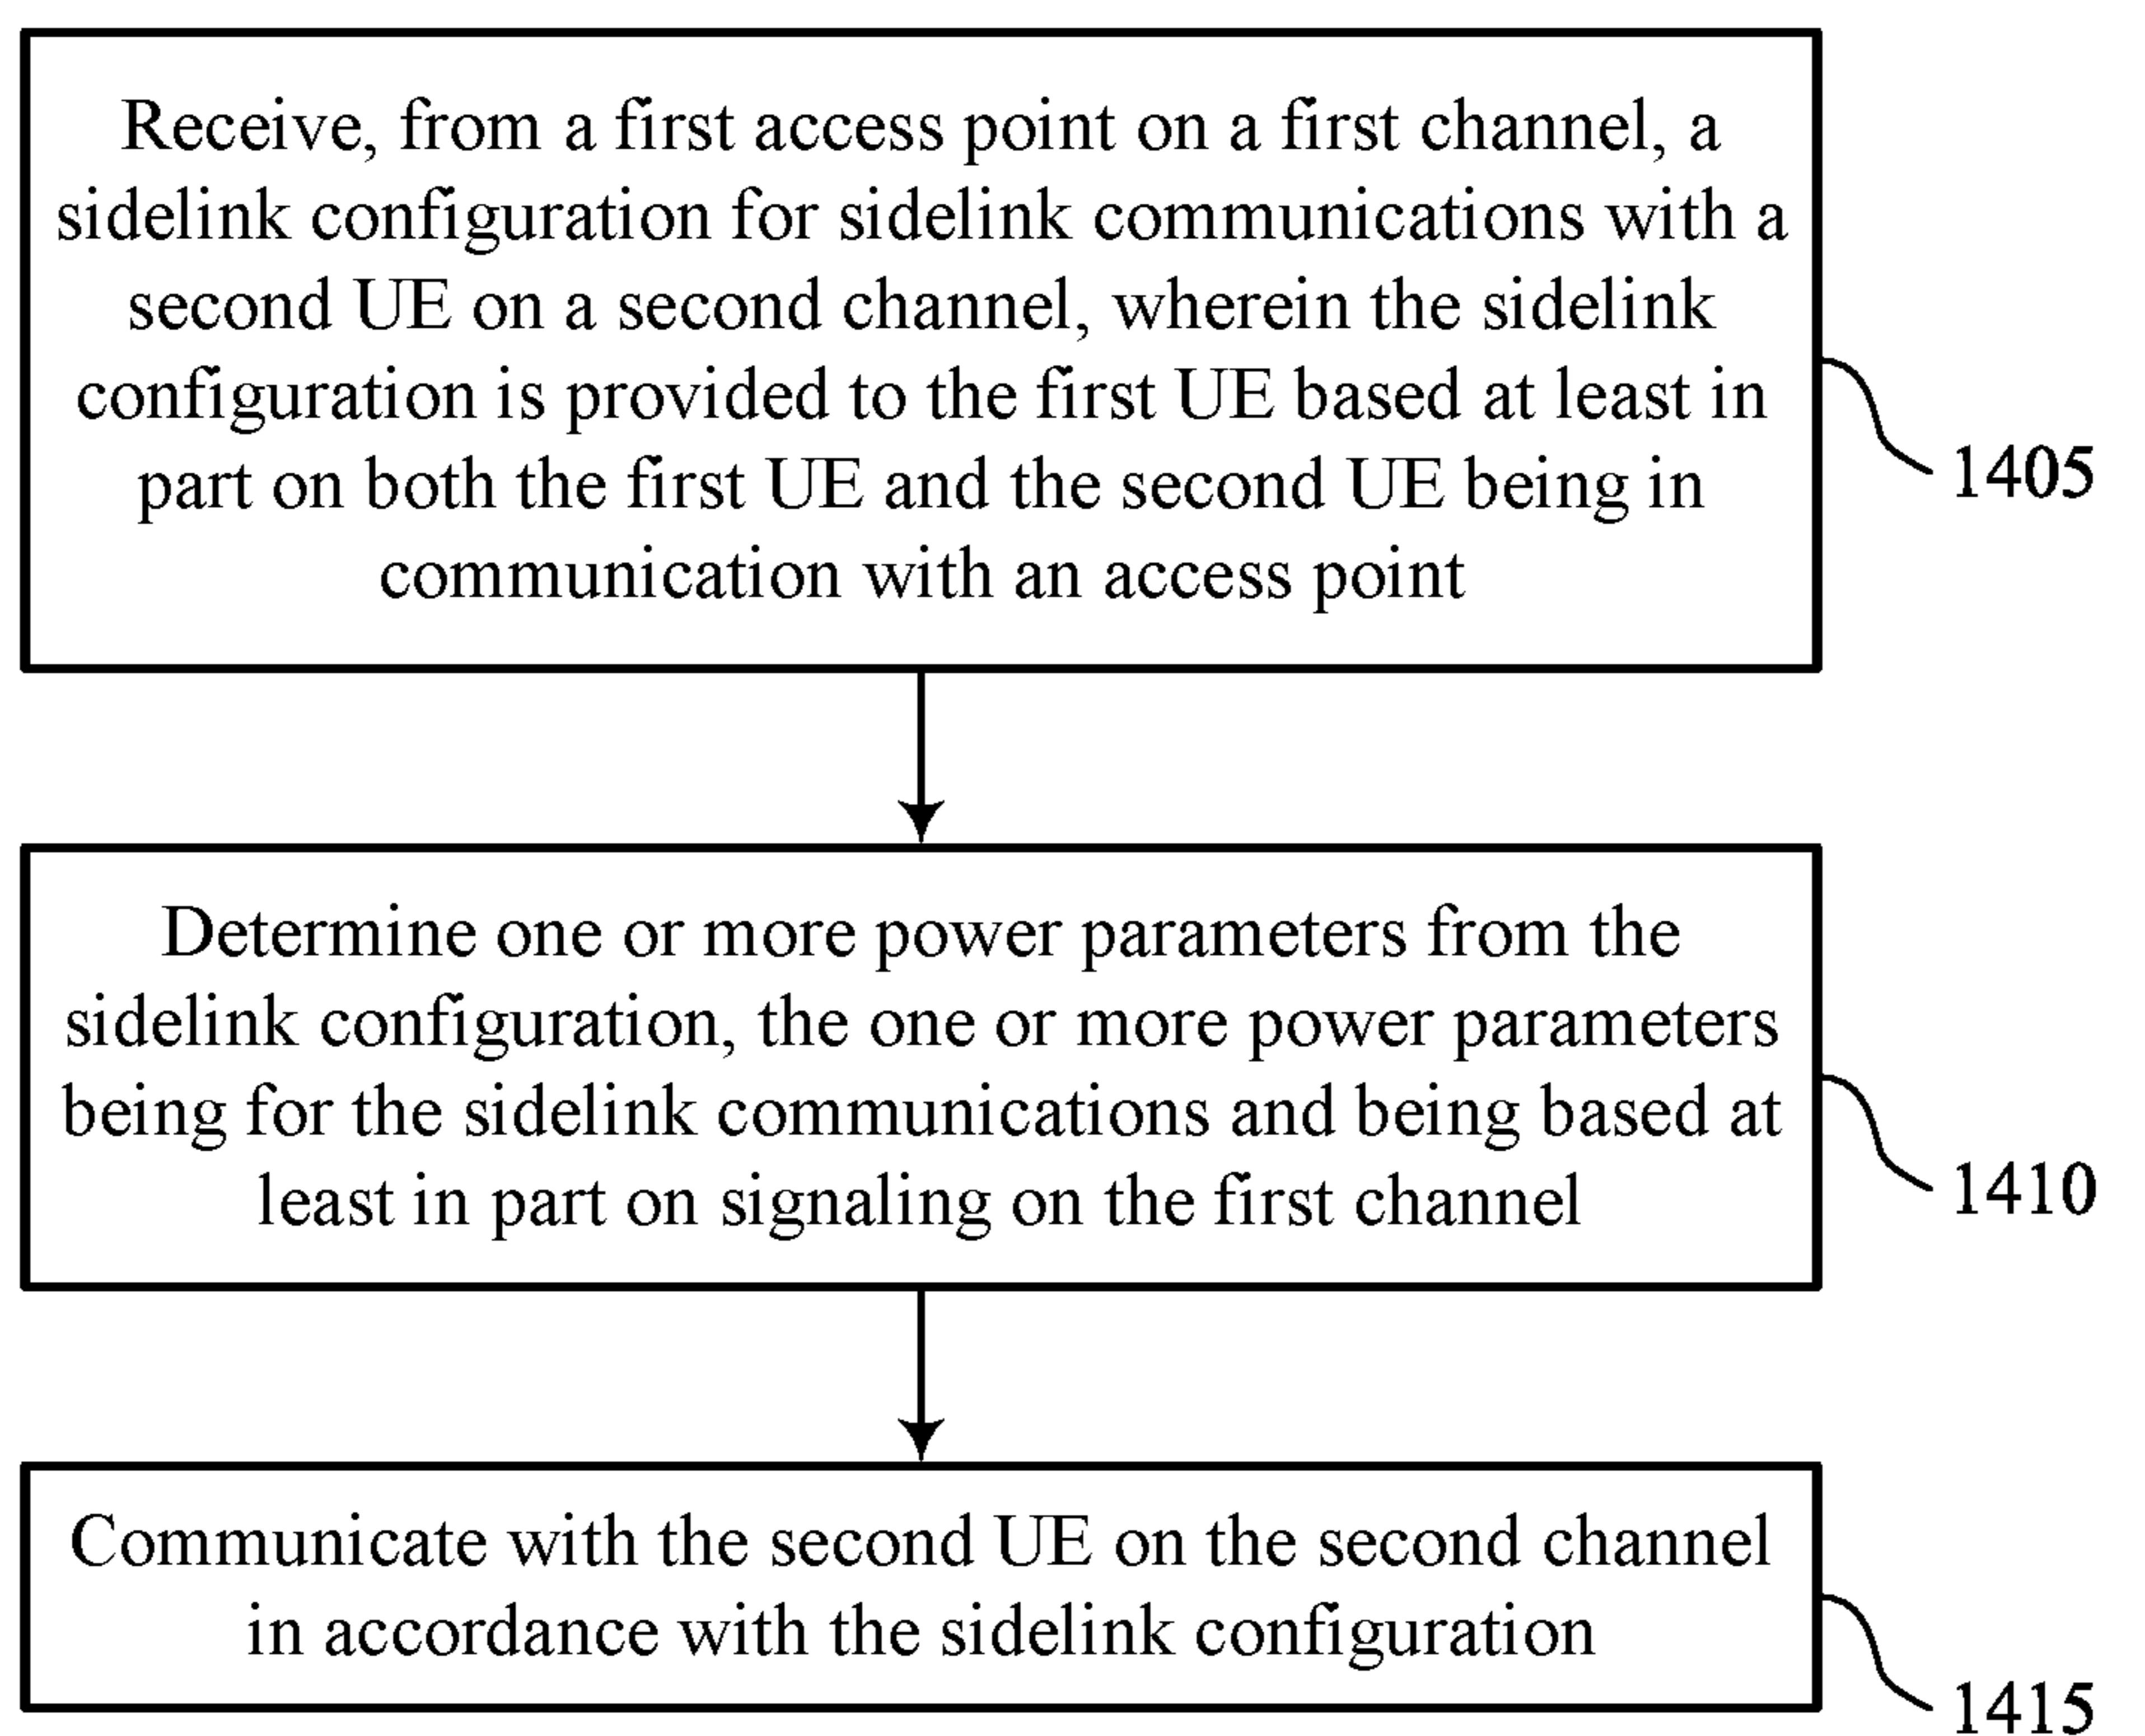 Receive, from a first access point on a first channel, a
sidelink configuration for sidelink communications with a
second UE on a second channel, wherein the sidelink
configuration is provided to the first UE based at least in
part on both the first UE and the second UE being in
communication with an access point
1405
Determine one or more power parameters from the
sidelink configuration, the one or more power parameters
being for the sidelink communications and being based at
least in part on signaling on the first channel
1410
Communicate with the second UE on the second channel
in accordance with the sidelink configuration
1415